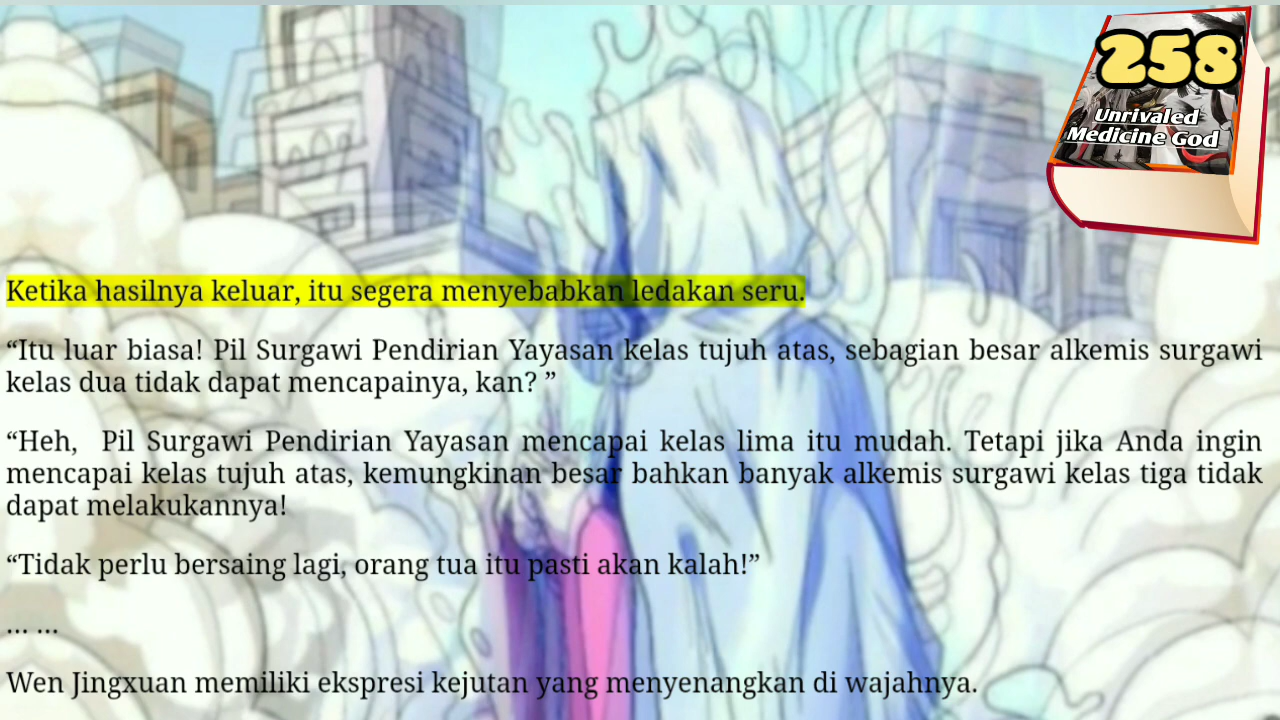 258
Unrivaled
Medicine God
Ketika hasilnya keluar, itu segera menyebabkan ledakan seru.
“Itu luar biasa! Pil Surgawi Pendirian Yayasan kelas tujuh atas, sebagian besar alkemis surgawi
kelas dua tidak dapat mencapainya, kan? ”
“Heh,  Pil Surgawi Pendirian Yayasan mencapai kelas lima itu mudah. Tetapi jika Anda ingin
mencapai kelas tujuh atas, kemungkinan besar bahkan banyak alkemis surgawi kelas tiga tidak
dapat melakukannya!
“Tidak perlu bersaing lagi, orang tua itu pasti akan kalah!”
... ...
Wen Jingxuan memiliki ekspresi kejutan yang menyenangkan di wajahnya.